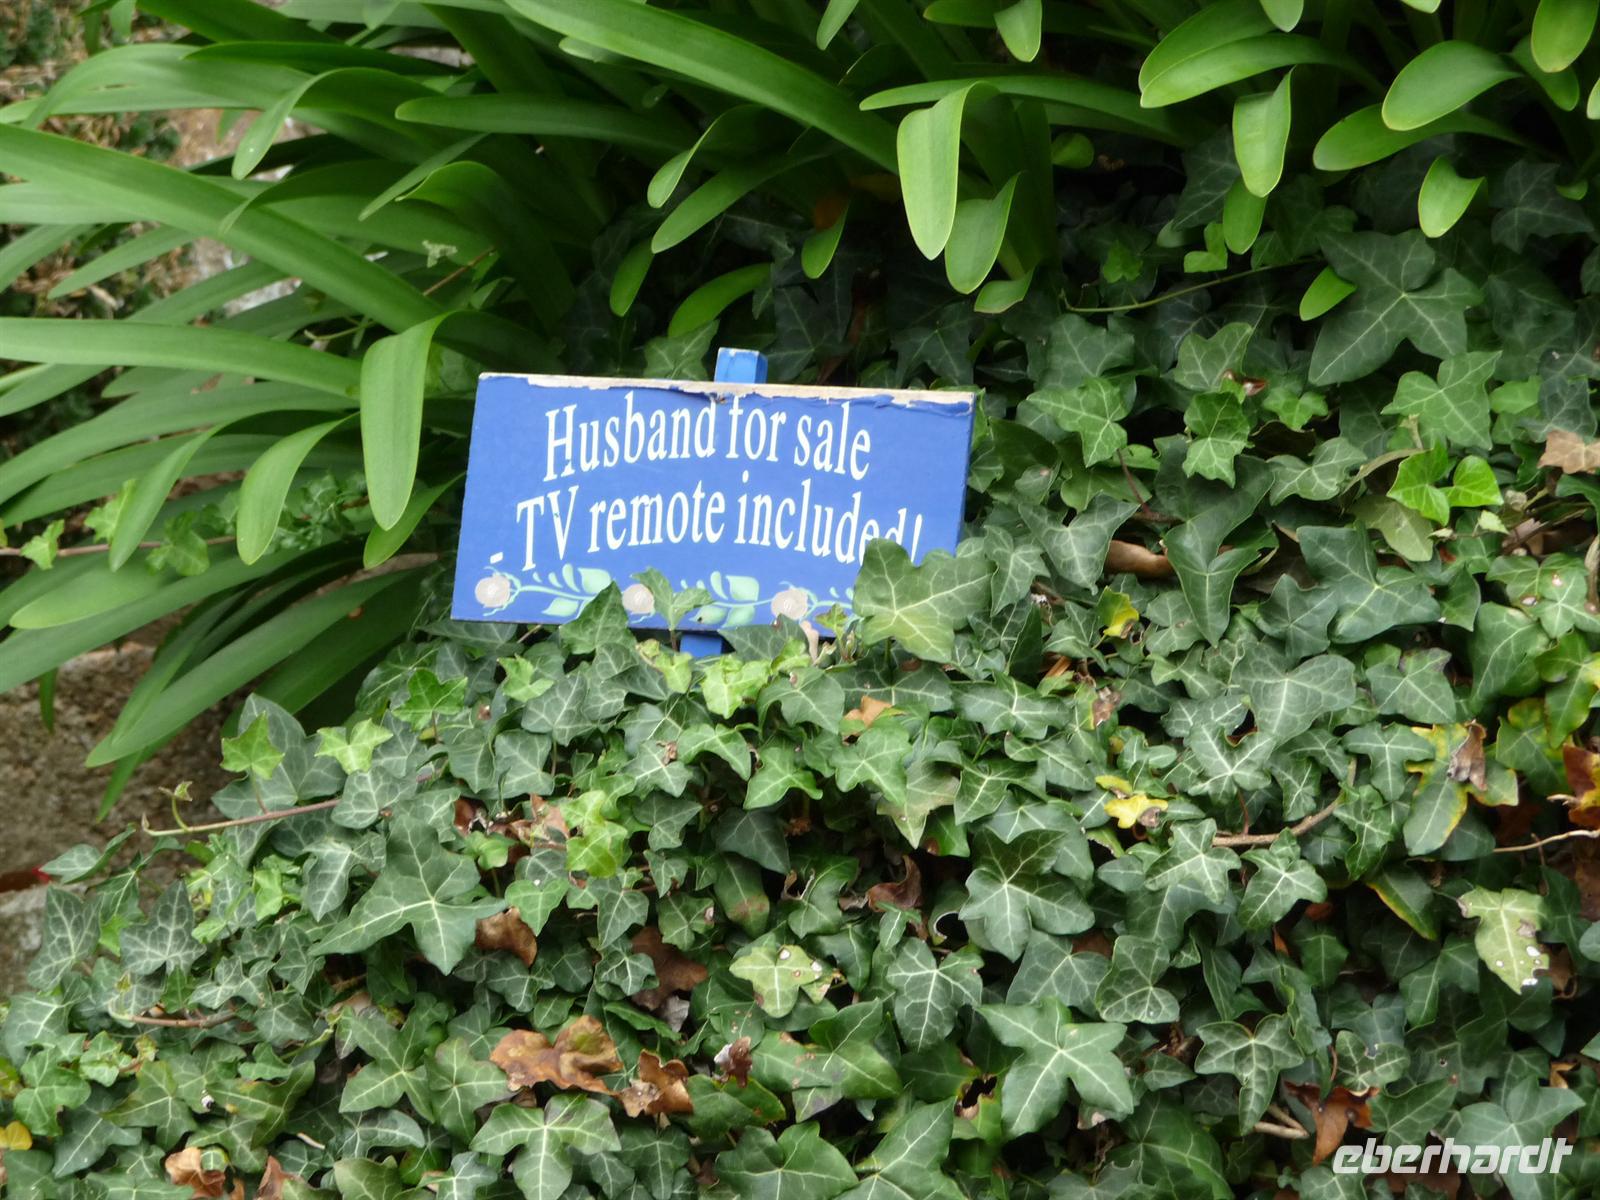 Husband for sale
- TV remote included!
eberhardt